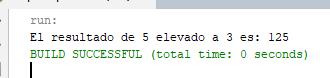 run:
El resultado de 5 elevado a 3 es: 125
BUILD SUCCESSFUL (total time: 0 seconds)